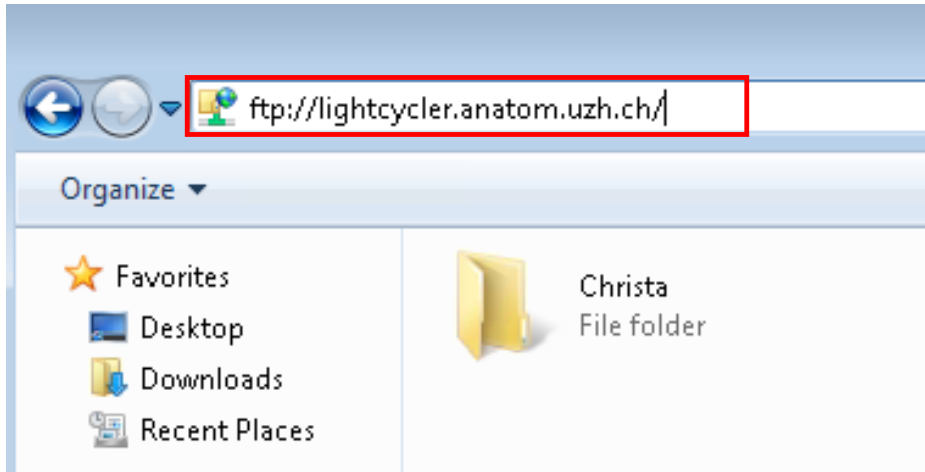 ftp://lightcycler.anatom.uzh.ch/
Organize
Favorites
Desktop
Downloads
Recent Places
Christa
File folder